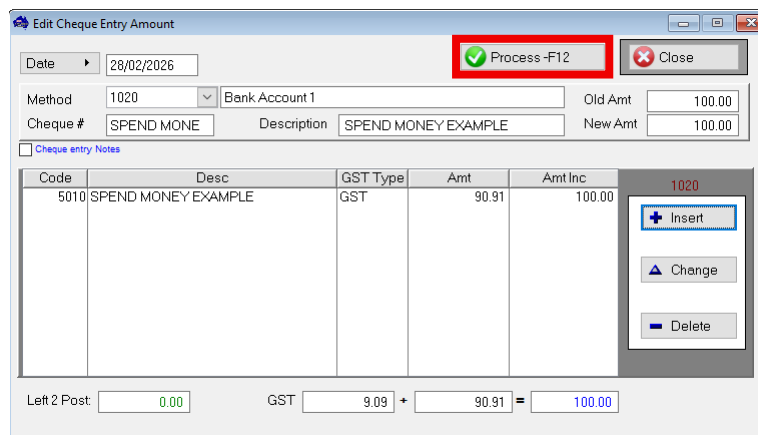 Edit Cheque Entry Amount
Date 28/02/2026 Process -F12 Close
Method 1020 Bank Account 1 Old Amt 100.00
Cheque # SPEND MONE Description SPEND MONEY EXAMPLE New Amt 100.00
Cheque entry Notes
Code Desc GST Type Amt Amt Inc
1020
5010 SPEND MONEY EXAMPLE GST 90.91 100.00
Insert
Change
Delete
Left 2 Post: 0.00 GST 9.09 + 90.91 = 100.00